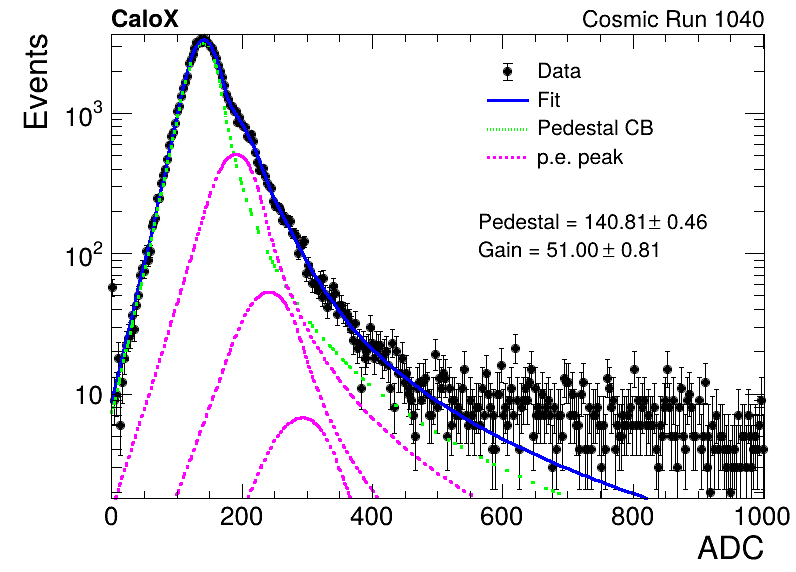 CaloX Cosmic Run 1040
Events
Data
Fit
Pedestal CB
p.e. peak
Pedestal = 140.81± 0.46
Gain = 51.00 ± 0.81
10³
10²
10
0 200 400 600 800 1000
ADC